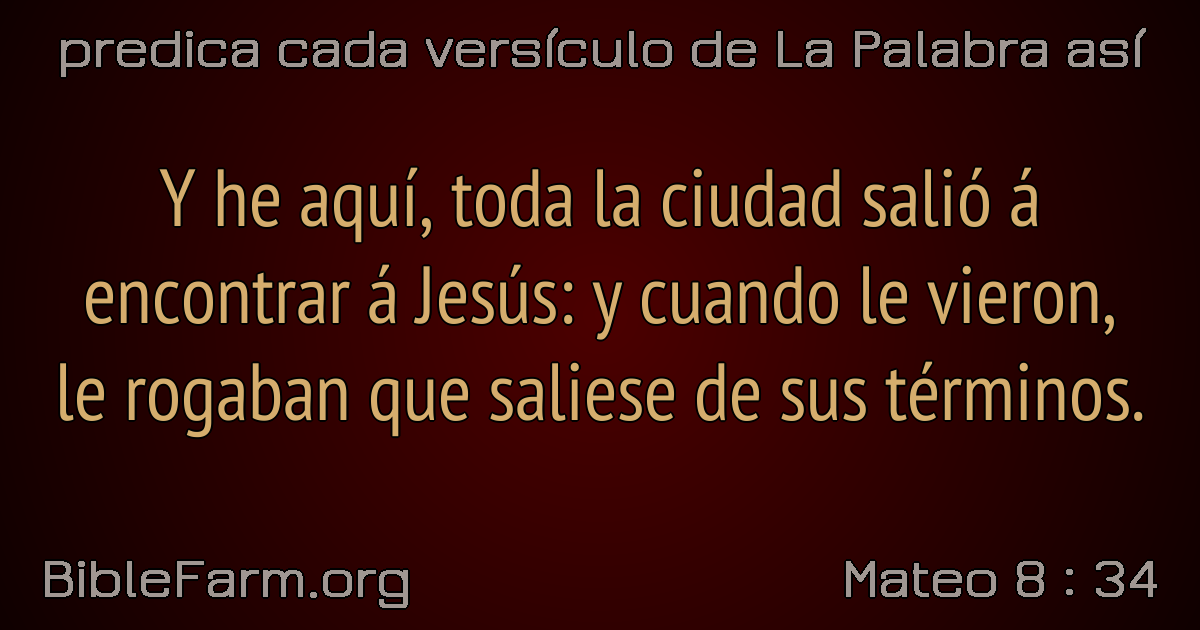 predica cada versículo de La Palabra así
Y he aquí, toda la ciudad salió á
encontrar á Jesús: y cuando le vieron,
le rogaban que saliese de sus términos.
BibleFarm.org
Mateo 8 : 34